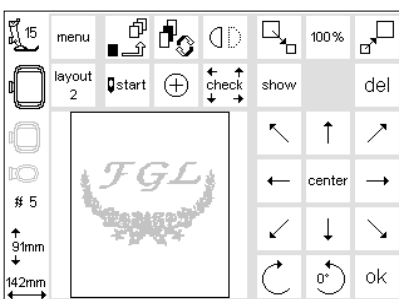 15 menu 100%
layout
2
start check show del
# 5
FGL
center
91mm
142mm
0° ok